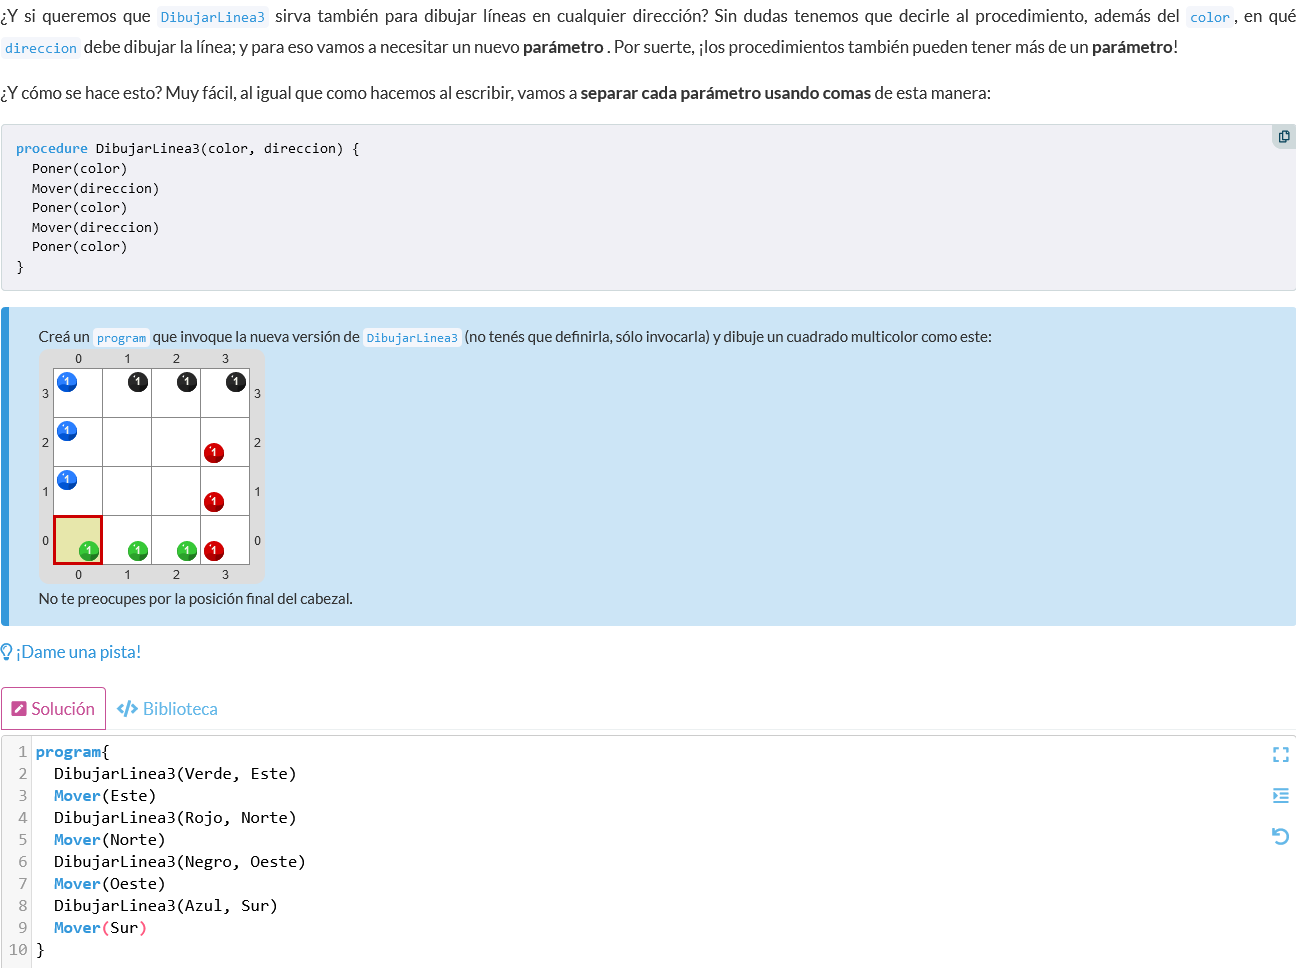 ¿Y si queremos que DibujarLinea3 sirva también para dibujar líneas en cualquier dirección? Sin dudas tenemos que decirle al procedimiento, además del color, en qué
direccion debe dibujar la línea; y para eso vamos a necesitar un nuevo parámetro . Por suerte, ¡los procedimientos también pueden tener más de un parámetro!
¿Y cómo se hace esto? Muy fácil, al igual que como hacemos al escribir, vamos a separar cada parámetro usando comas de esta manera:
procedure DibujarLinea3(color, direccion) {
Poner(color)
Mover(direccion)
Poner(color)
Mover(direccion)
Poner(color)
}
Creá un program que invoque la nueva versión de DibujarLinea3 (no tenés que definirla, sólo invocarla) y dibuje un cuadrado multicolor como este:
0 1 2 3
3 1 1 1 1 3
2 1 1 2
1 1 1 1
0 1 1 1 1 0
0 1 2 3
No te preocupes por la posición final del cabezal.
¡Dame una pista!
Solución </> Biblioteca
1 program{
2 DibujarLinea3(Verde, Este)
3 Mover(Este)
4 DibujarLinea3(Rojo, Norte)
5 Mover(Norte)
6 DibujarLinea3(Negro, Oeste)
7 Mover(Oeste)
8 DibujarLinea3(Azul, Sur)
9 Mover(Sur)
10 }